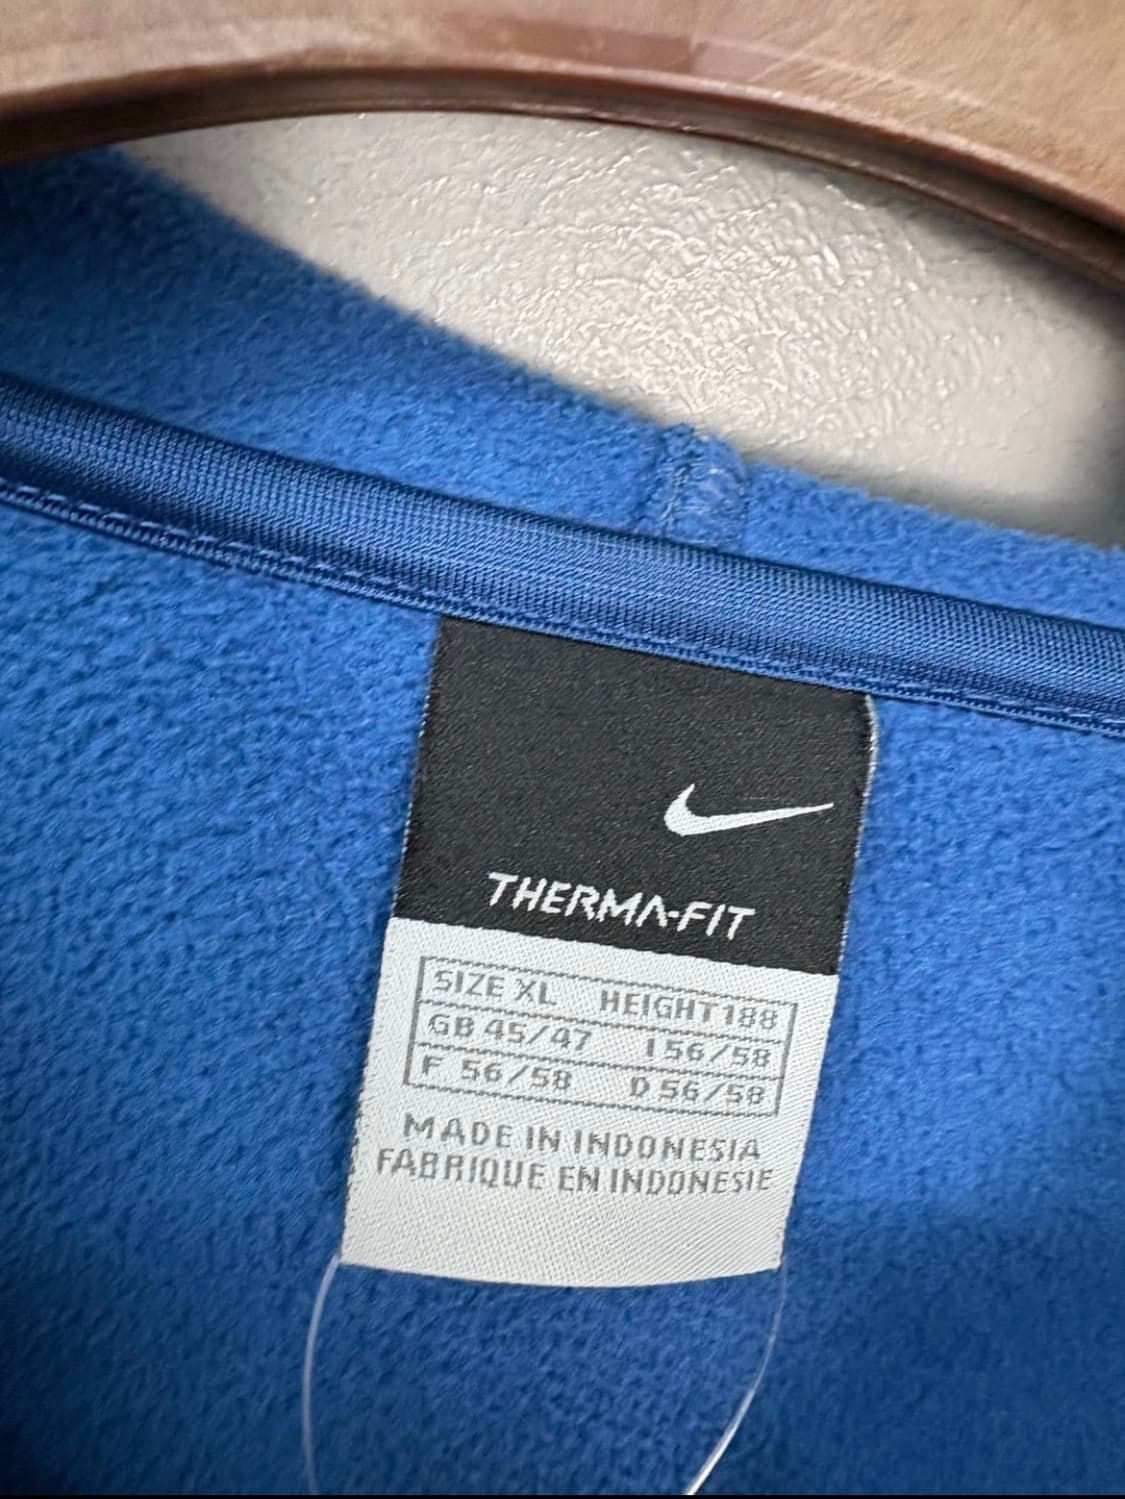 THERMA-FIT
SIZE XL HEIGHT 188
GB 45/47 I 56/58
F 56/58 D 56/58
MADE IN INDONESIA
FABRIQUE EN INDONESIE